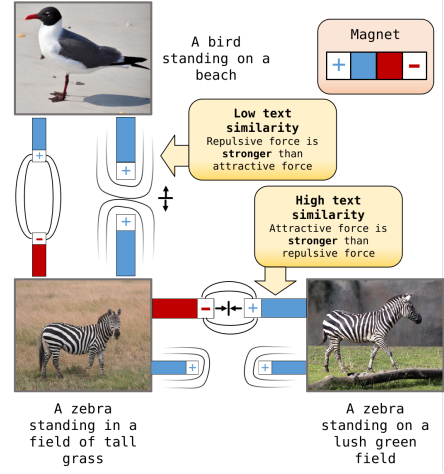 A bird
standing on a
beach
Magnet
+
−
Low text
similarity
Repulsive force is
stronger than
attractive force
+
+
+
High text
similarity
Attractive force is
stronger than
repulsive force
−
− +
+ +
A zebra
standing in a
field of tall
grass
A zebra
standing on a
lush green
field